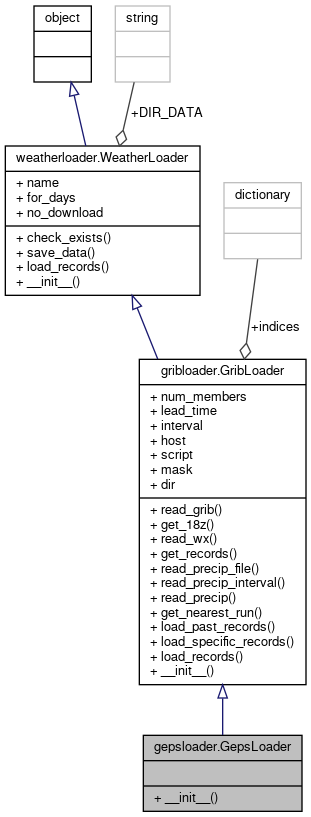 object
string
+DIR_DATA
weatherloader.WeatherLoader
+ name
+ for_days
+ no_download
+ check_exists()
+ save_data()
+ load_records()
+ __init__()
dictionary
+indices
gribloader.GribLoader
+ num_members
+ lead_time
+ interval
+ host
+ script
+ mask
+ dir
+ read_grib()
+ get_18z()
+ read_wx()
+ get_records()
+ read_precip_file()
+ read_precip_interval()
+ read_precip()
+ get_nearest_run()
+ load_past_records()
+ load_specific_records()
+ load_records()
+ __init__()
gepsloader.GepsLoader
+ __init__()